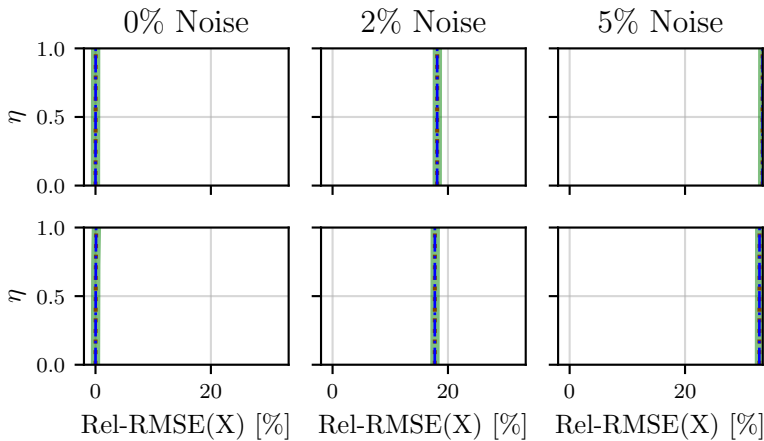 0% Noise 2% Noise 5% Noise
1.0
η 0.5
0.0
1.0
η 0.5
0.0
0 20 0 20 0 20
Rel-RMSE(X) [%] Rel-RMSE(X) [%] Rel-RMSE(X) [%]